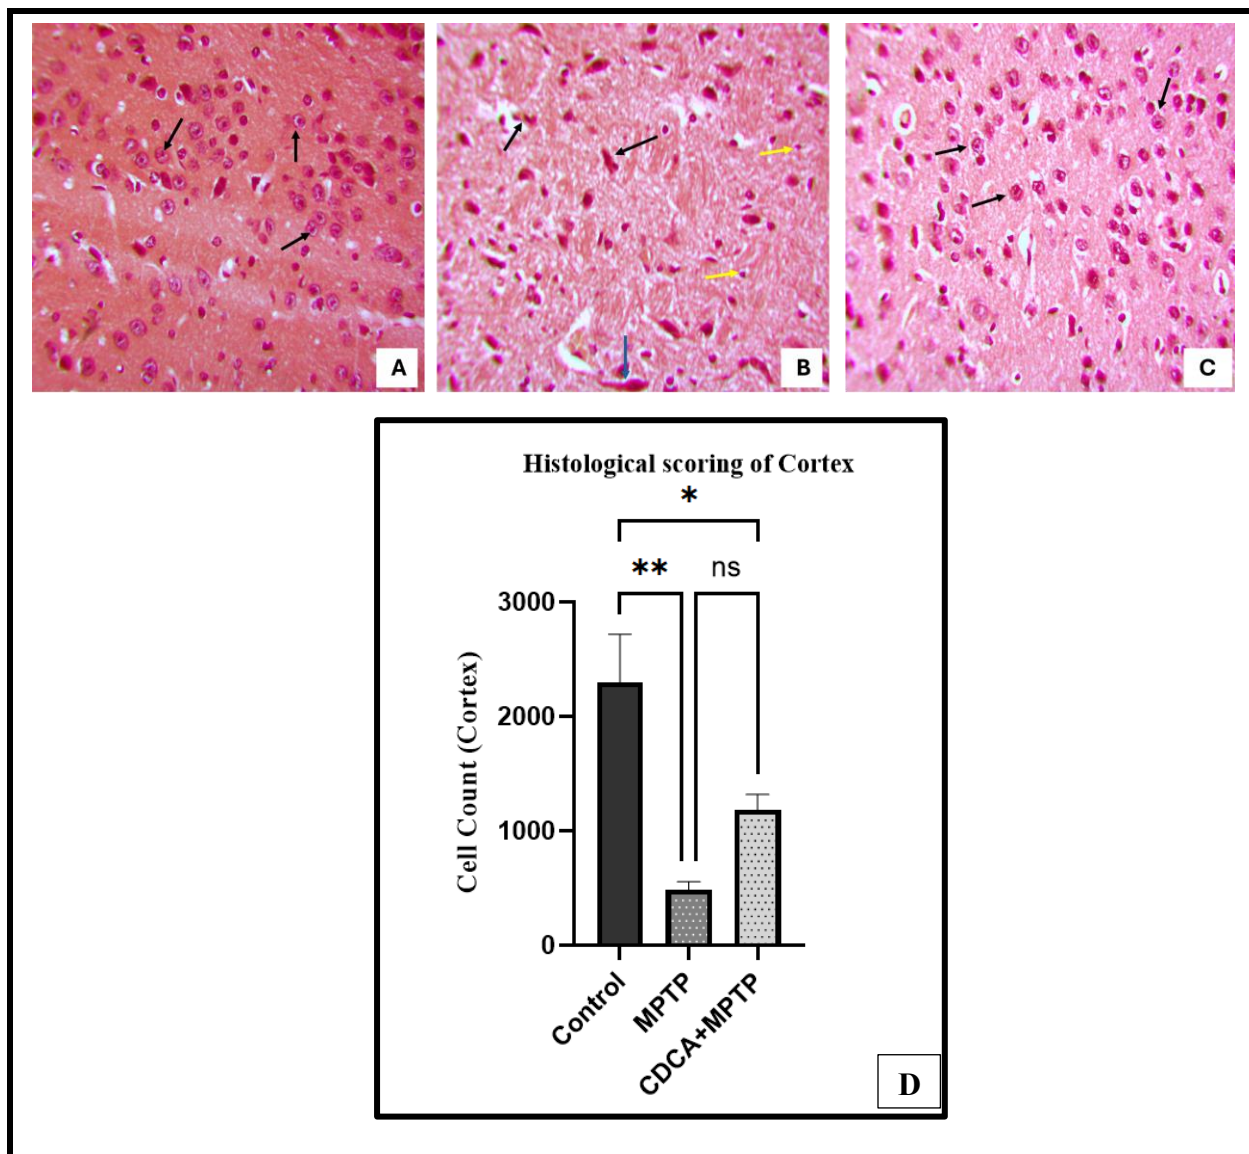 A
B
C
Histological scoring of Cortex
*
**
ns
3000
2000
1000
0
Cell Count (Cortex)
Control
MPTP
CDCA+MPTP
D